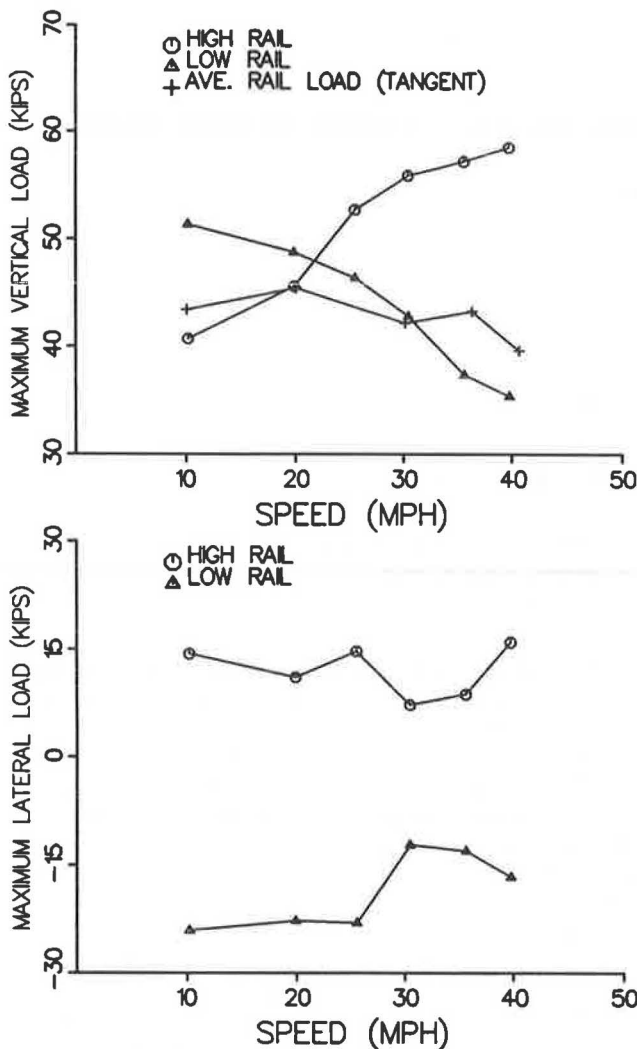 HIGH RAIL
LOW RAIL
AVE. RAIL LOAD (TANGENT)
MAXIMUM VERTICAL LOAD (KIPS)
70
60
50
40
30
10 20 30 40 50
SPEED (MPH)
HIGH RAIL
LOW RAIL
MAXIMUM LATERAL LOAD (KIPS)
30
15
0
-15
-30
10 20 30 40 50
SPEED (MPH)